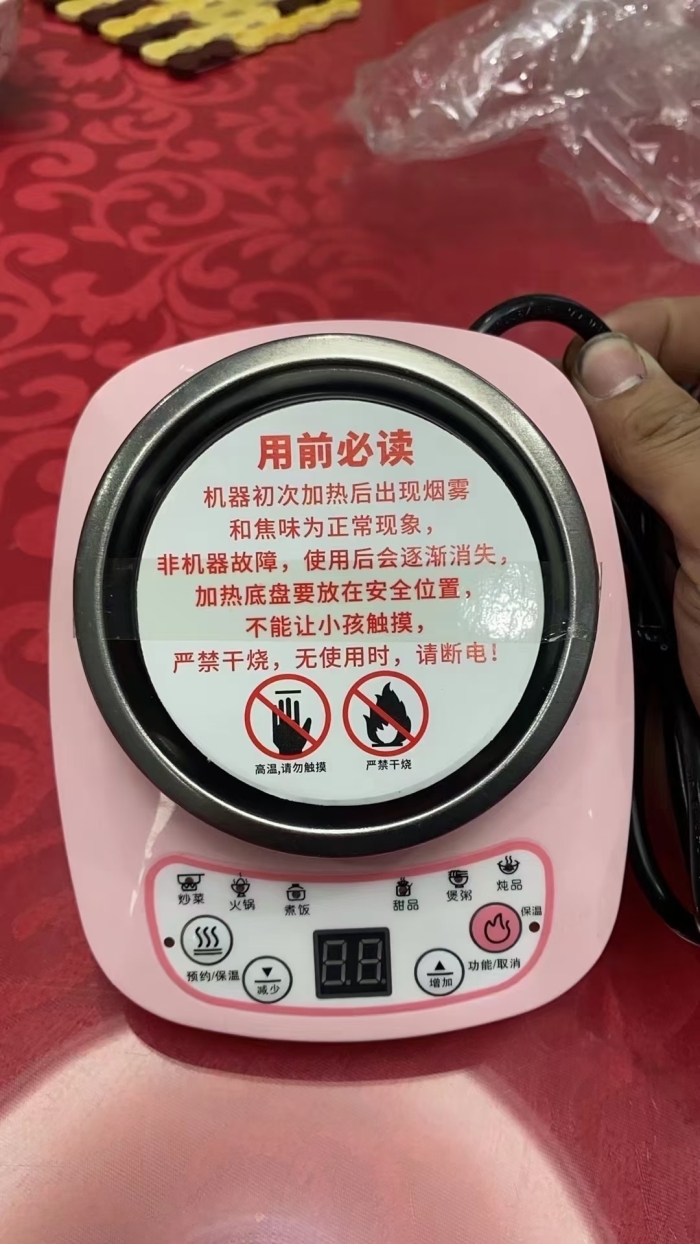 用前必读
机器初次加热后出现烟雾
和焦味为正常现象，
非机器故障，使用后会逐渐消失，
加热底盘要放在安全位置，
不能让小孩触摸，
严禁干烧，无使用时，请断电！
高温,请勿触摸 严禁干烧
炒菜 火锅 煮饭 甜品 煲粥 炖品
保温
预约/保温 减少 8.8 增加 功能/取消